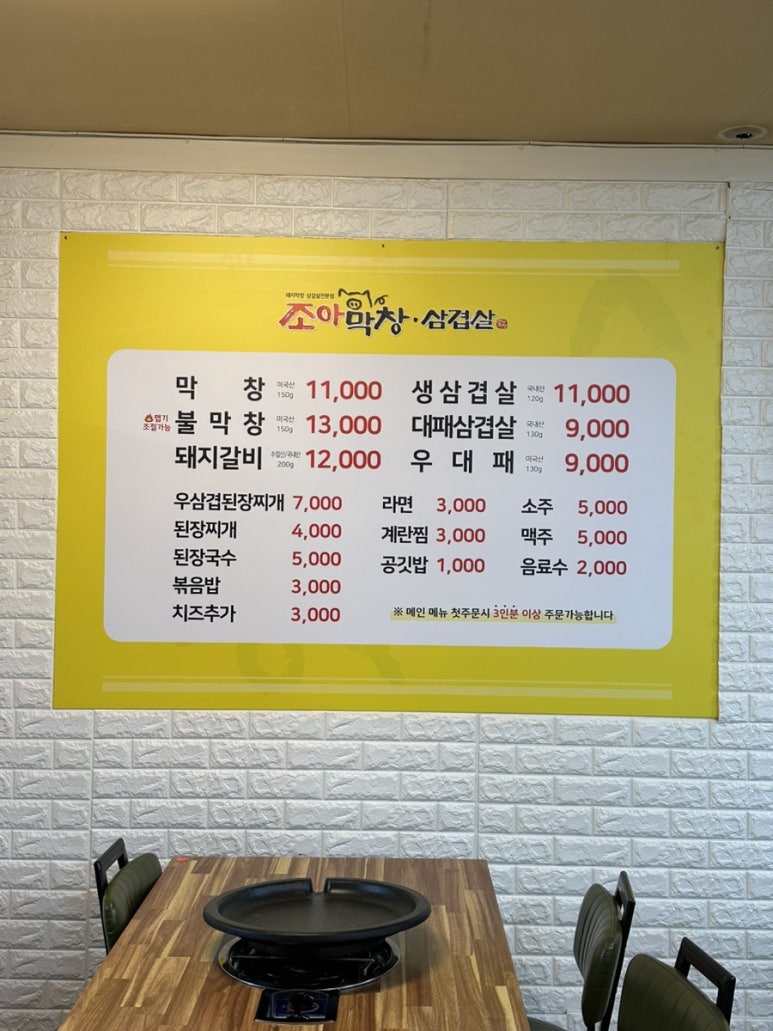 돼지막창·삼겹살전문점
조아막창·삼겹살
막창 미국산 150g 11,000
맵기 조절가능 불막창 미국산 150g 13,000
돼지갈비 수입산/국내산 200g 12,000
생삼겹살 국내산 120g 11,000
대패삼겹살 국내산 130g 9,000
우대패 미국산 130g 9,000
우삼겹된장찌개 7,000
된장찌개 4,000
된장국수 5,000
볶음밥 3,000
치즈추가 3,000
라면 3,000
계란찜 3,000
공깃밥 1,000
소주 5,000
맥주 5,000
음료수 2,000
※ 메인 메뉴 첫주문시 3인분 이상 주문가능합니다